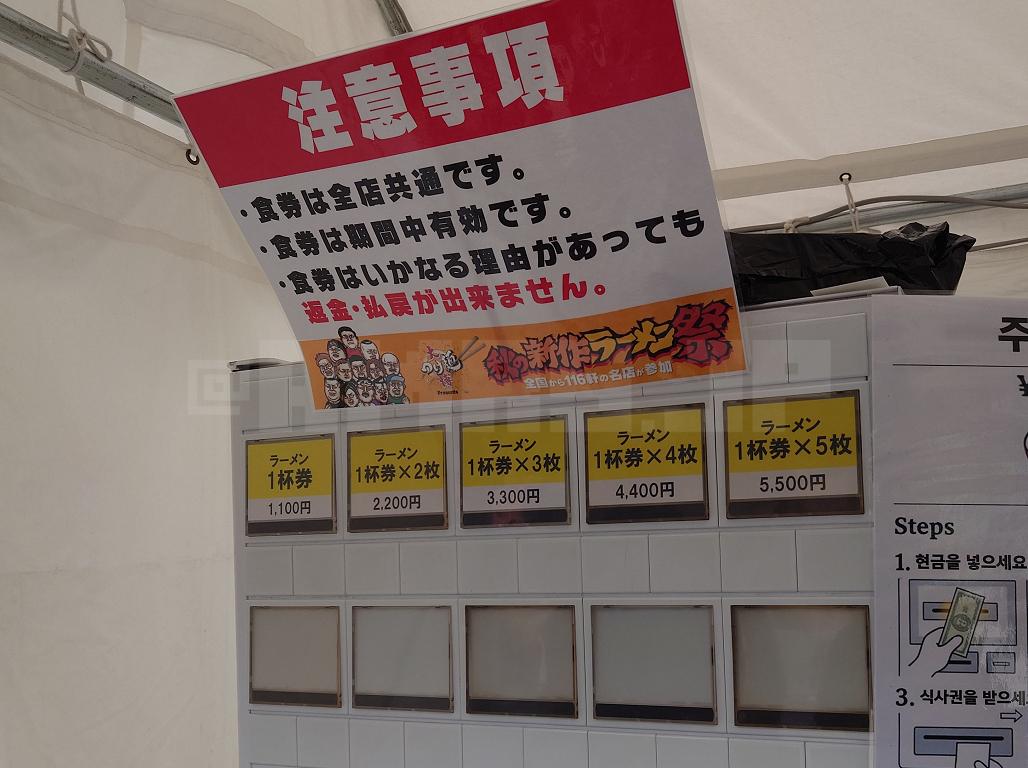 注意事項
・食券は全店共通です。
・食券は期間中有効です。
・食券はいかなる理由があっても
返金・払戻が出来ません。
秋の新作ラーメン祭
全国から116軒の名店が参加
Presents
ラーメン
1杯券
1,100円
ラーメン
1杯券×2枚
2,200円
ラーメン
1杯券×3枚
3,300円
ラーメン
1杯券×4枚
4,400円
ラーメン
1杯券×5枚
5,500円
주
Steps
1. 현금을 넣으세요
3. 식사권을 받으세